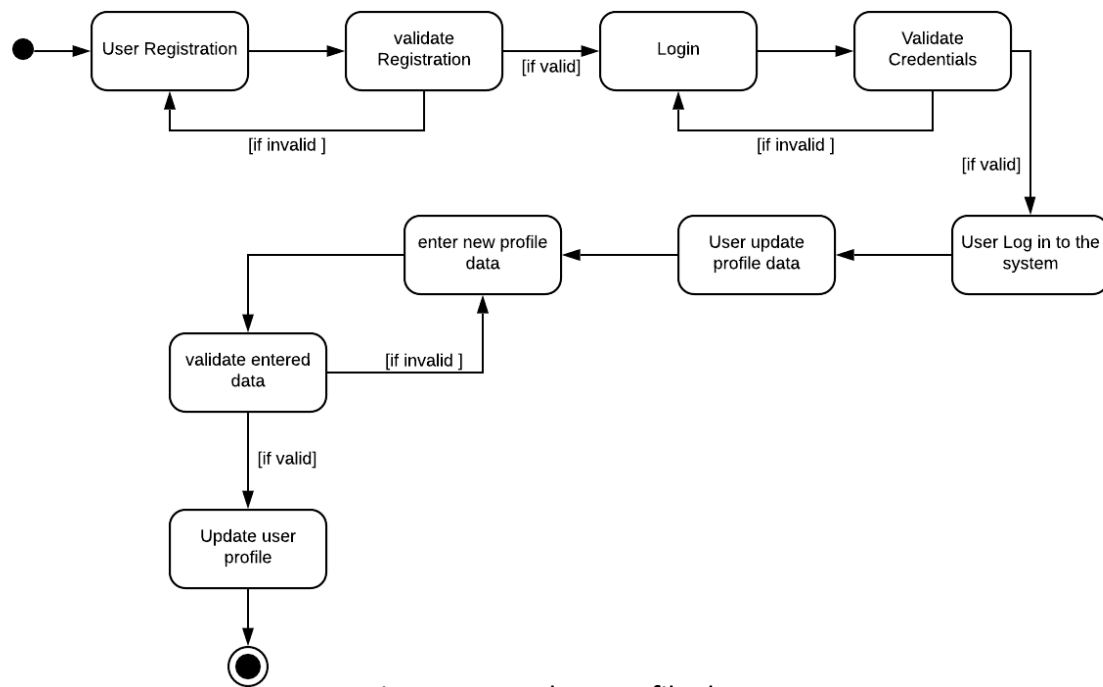 User Registration
validate
Registration
[if valid]
Login
Validate
Credentials
[if invalid ]
[if invalid ]
[if valid]
enter new profile
data
User update
profile data
User Log in to the
system
validate entered
data
[if invalid ]
[if valid]
Update user
profile